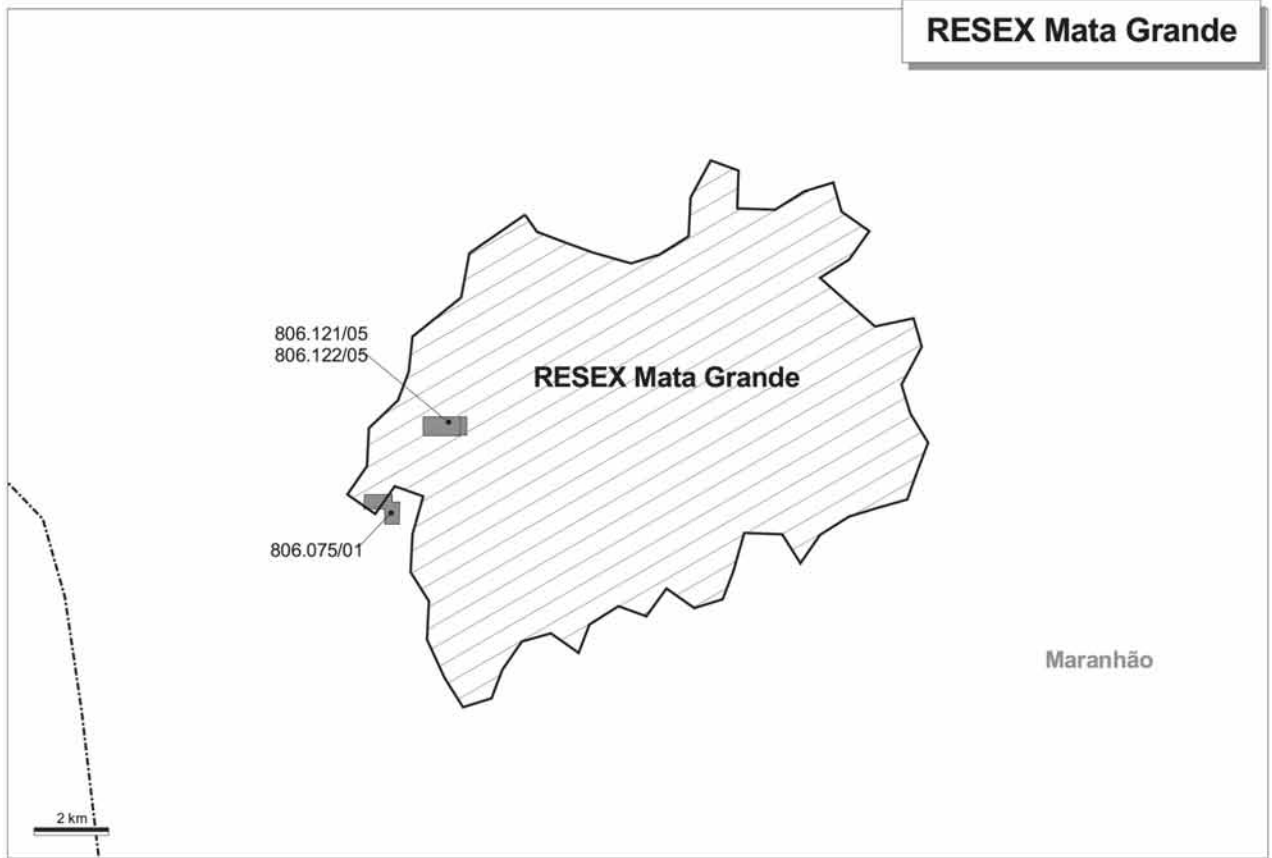 RESEX Mata Grande
806.121/05
806.122/05
RESEX Mata Grande
806.075/01
Maranhão
2 km